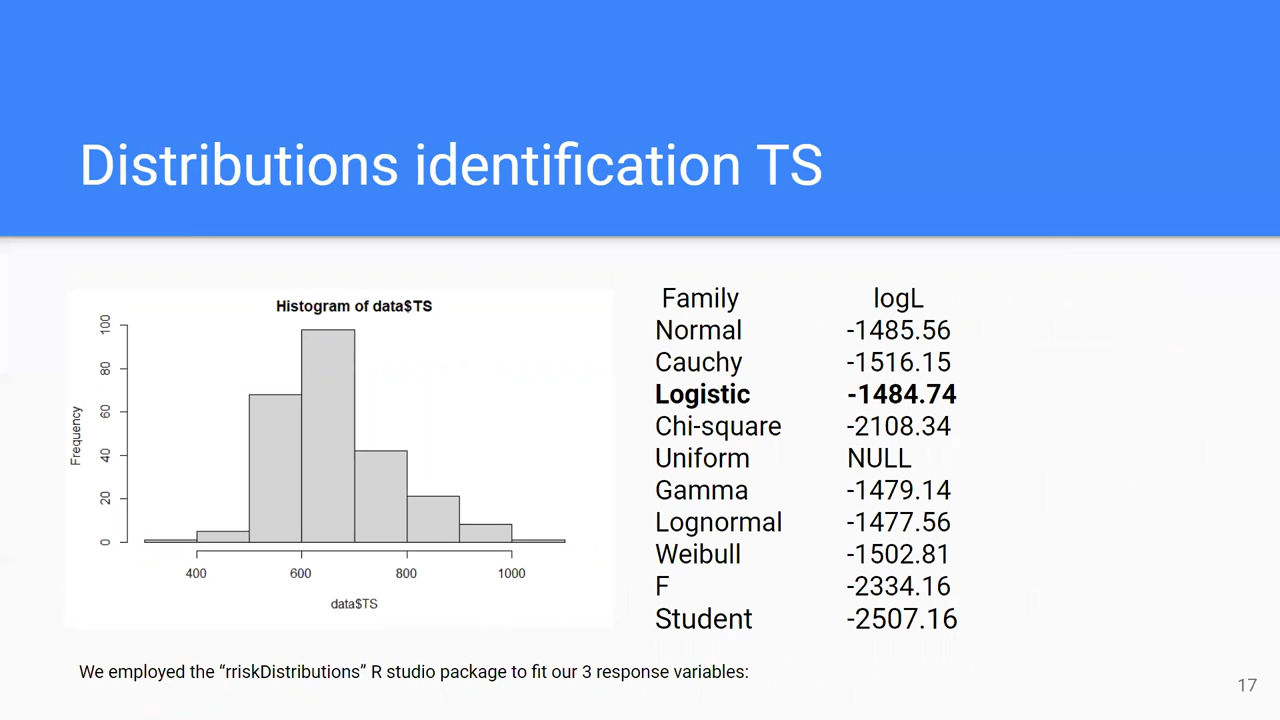 Distributions identification TS
Histogram of data$TS
Frequency
0
20
40
60
80
100
400 600 800 1000
data$TS
Family logL
Normal -1485.56
Cauchy -1516.15
Logistic -1484.74
Chi-square -2108.34
Uniform NULL
Gamma -1479.14
Lognormal -1477.56
Weibull -1502.81
F -2334.16
Student -2507.16
We employed the “rriskDistributions” R studio package to fit our 3 response variables:
17